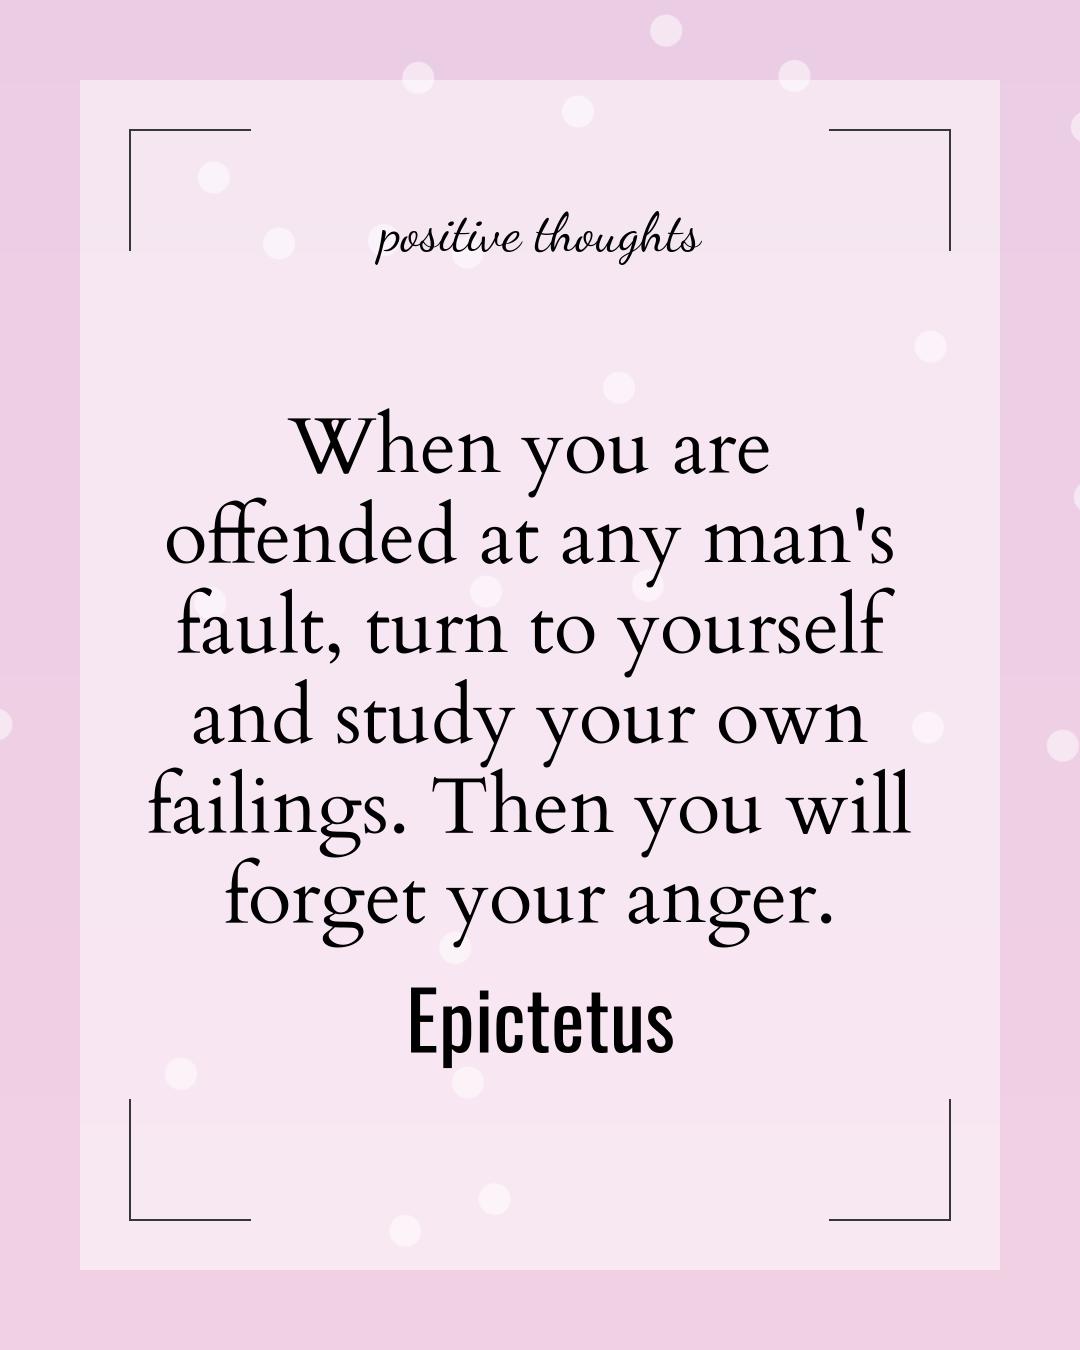 positive thoughts
When you are
offended at any man's
fault, turn to yourself
and study your own
failings. Then you will
forget your anger.
Epictetus